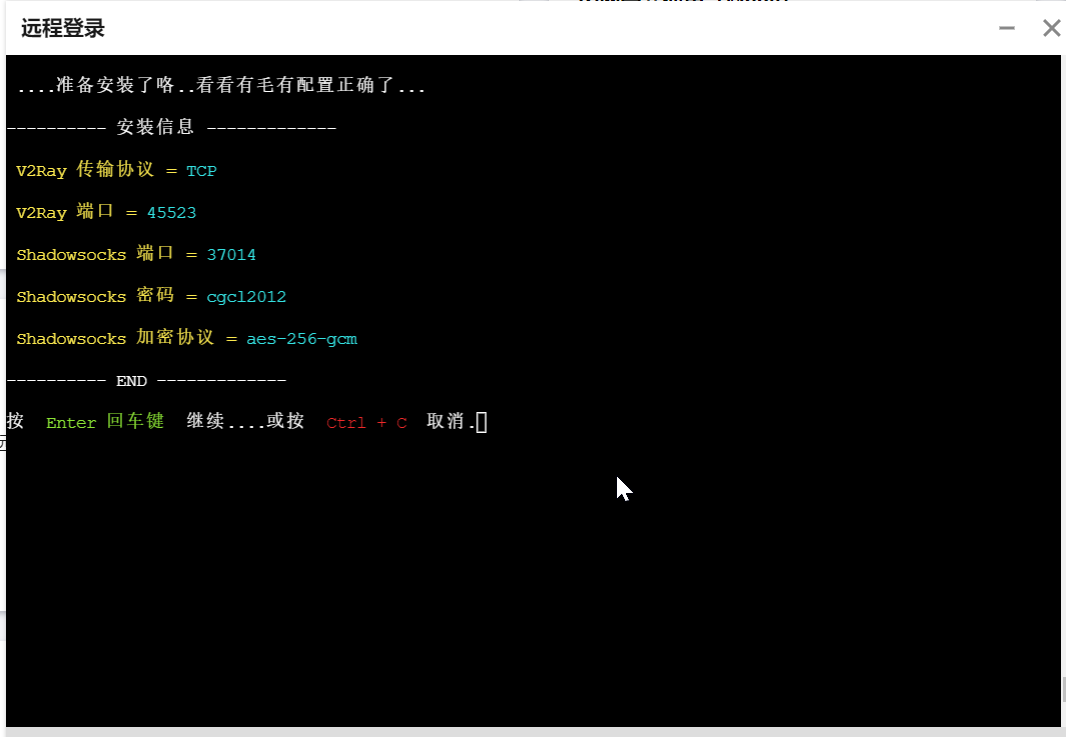 远程登录
....准备安装了咯..看看有毛有配置正确了...
---------- 安装信息 -------------
V2Ray 传输协议 = TCP
V2Ray 端口 = 45523
Shadowsocks 端口 = 37014
Shadowsocks 密码 = cgcl2012
Shadowsocks 加密协议 = aes-256-gcm
---------- END -------------
按 Enter 回车键 继续....或按 Ctrl + C 取消.